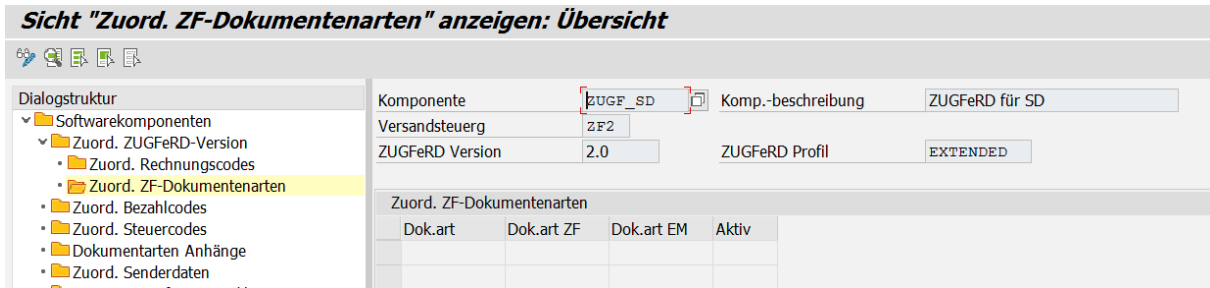 Sicht "Zuord. ZF-Dokumentenarten" anzeigen: Übersicht
Dialogstruktur
Softwarekomponenten
Zuord. ZUGFeRD-Version
Zuord. Rechnungscodes
Zuord. ZF-Dokumentenarten
Zuord. Bezahlcodes
Zuord. Steuercodes
Dokumentarten Anhänge
Zuord. Senderdaten
Komponente ZUGF_SD Komp.-beschreibung ZUGFeRD für SD
Versandsteuerg ZF2
ZUGFeRD Version 2.0 ZUGFeRD Profil EXTENDED
Zuord. ZF-Dokumentenarten
Dok.art Dok.art ZF Dok.art EM Aktiv